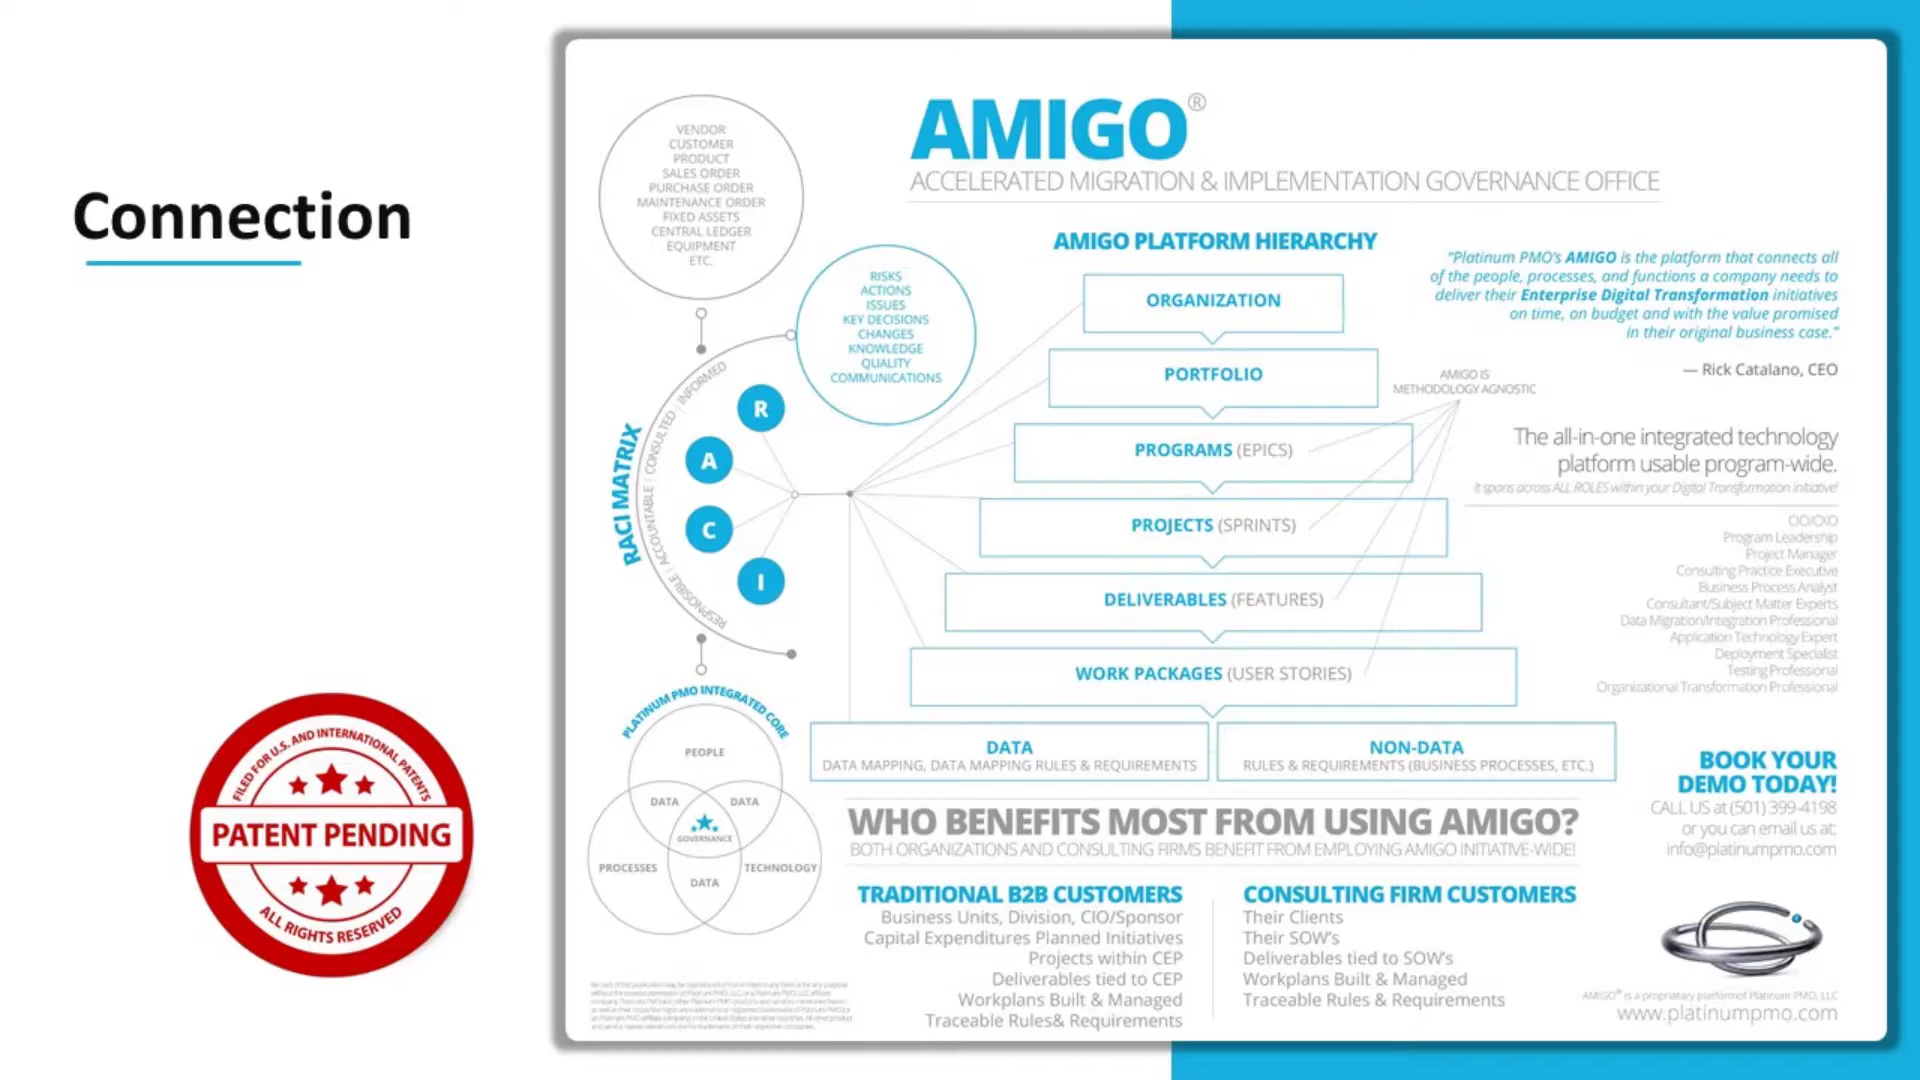 Connection
FILED FOR U.S. AND INTERNATIONAL PATENTS
PATENT PENDING
ALL RIGHTS RESERVED
VENDOR
CUSTOMER
PRODUCT
SALES ORDER
PURCHASE ORDER
MAINTENANCE ORDER
FIXED ASSETS
CENTRAL LEDGER
EQUIPMENT
ETC.
RISKS
ACTIONS
ISSUES
KEY DECISIONS
CHANGES
KNOWLEDGE
QUALITY
COMMUNICATIONS
RACI MATRIX
RESPNOSIBLE | ACCOUNTABLE | CONSULTED | INFORMED
R
A
C
I
PLATINUM PMO INTEGRATED CORE
PEOPLE
DATA
DATA
GOVERNANCE
PROCESSES
TECHNOLOGY
DATA
AMIGO®
ACCELERATED MIGRATION & IMPLEMENTATION GOVERNANCE OFFICE
AMIGO PLATFORM HIERARCHY
ORGANIZATION
PORTFOLIO
PROGRAMS (EPICS)
PROJECTS (SPRINTS)
DELIVERABLES (FEATURES)
WORK PACKAGES (USER STORIES)
DATA
DATA MAPPING, DATA MAPPING RULES & REQUIREMENTS
NON-DATA
RULES & REQUIREMENTS (BUSINESS PROCESSES, ETC.)
AMIGO IS
METHODOLOGY AGNOSTIC
"Platinum PMO's AMIGO is the platform that connects all
of the people, processes, and functions a company needs to
deliver their Enterprise Digital Transformation initiatives
on time, on budget and with the value promised
in their original business case."
— Rick Catalano, CEO
The all-in-one integrated technology
platform usable program-wide.
It spans across ALL ROLES within your Digital Transformation initiative!
Program Leadership
Project Manager
Consulting Practice Executive
Business Process Analyst
Consultant/Subject Matter Experts
Data Migration/Integration Professional
Application Technology Expert
Deployment Specialist
Testing Professional
Organizational Transformation Professional
BOOK YOUR
DEMO TODAY!
CALL US at (501) 399-4198
or you can email us at:
info@platinumpmo.com
WHO BENEFITS MOST FROM USING AMIGO?
BOTH ORGANIZATIONS AND CONSULTING FIRMS BENEFIT FROM EMPLOYING AMIGO INITIATIVE-WIDE!
TRADITIONAL B2B CUSTOMERS
Business Units, Division, CIO/Sponsor
Capital Expenditures Planned Initiatives
Projects within CEP
Deliverables tied to CEP
Workplans Built & Managed
Traceable Rules& Requirements
CONSULTING FIRM CUSTOMERS
Their Clients
Their SOW's
Deliverables tied to SOW's
Workplans Built & Managed
Traceable Rules & Requirements
AMIGO® is a proprietary platform of Platinum PMO, LLC
www.platinumpmo.com